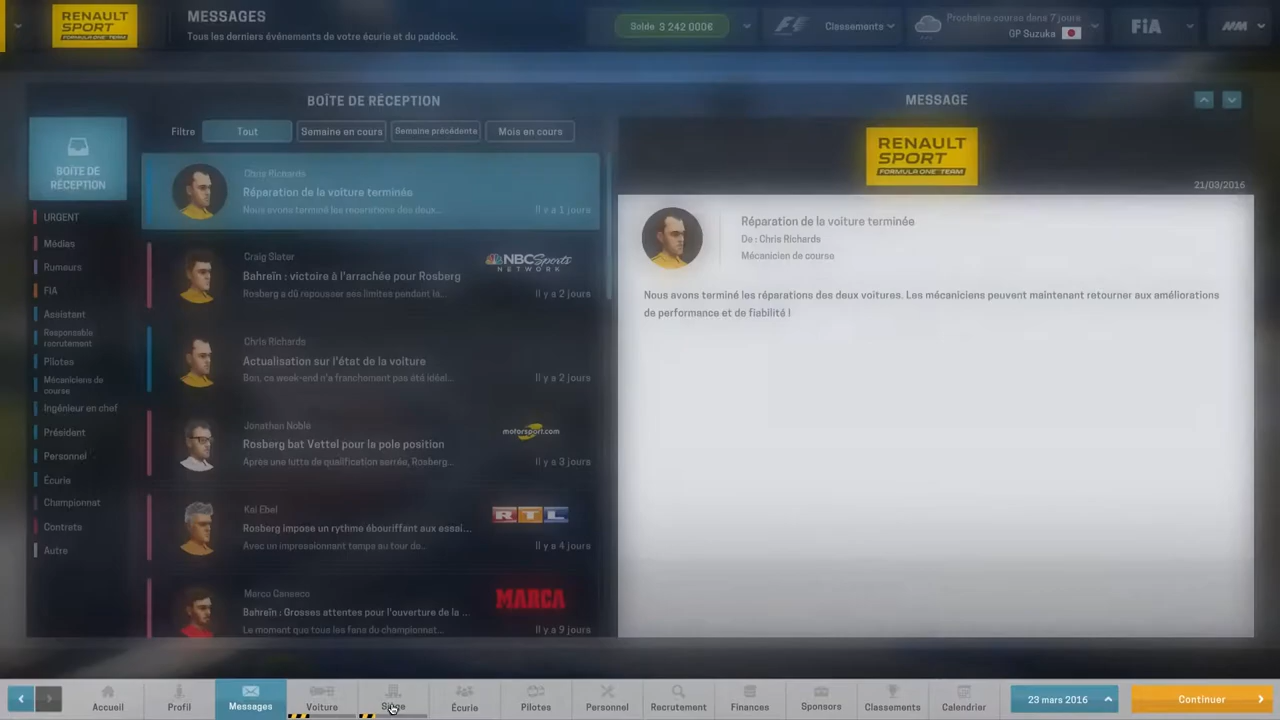 RENAULT
SPORT
FORMULA ONE TEAM
MESSAGES
Tous les derniers événements de votre écurie et du paddock.
Solde 3 242 000€
Classements
Prochaine course dans 7 jours
GP Suzuka
FIA
BOÎTE DE RÉCEPTION
MESSAGE
BOÎTE DE
RÉCEPTION
Filtre
Tout
Semaine en cours
Semaine précédente
Mois en cours
URGENT
Médias
Rumeurs
FIA
Assistant
Responsable
recrutement
Pilotes
Mécaniciens de
course
Ingénieur en chef
Président
Personnel
Écurie
Championnat
Contrats
Autre
Chris Richards
Réparation de la voiture terminée
Nous avons terminé les réparations des deux...
Il y a 1 jours
Craig Slater
NBC Sports
NETWORK
Bahreïn : victoire à l'arrachée pour Rosberg
Rosberg a dû repousser ses limites pendant la...
Il y a 2 jours
Chris Richards
Actualisation sur l'état de la voiture
Bon, ce week-end n'a franchement pas été idéal...
Il y a 2 jours
Jonathan Noble
motorsport.com
Rosberg bat Vettel pour la pole position
Après une lutte de qualification serrée, Rosberg...
Il y a 3 jours
Kai Ebel
RTL
Rosberg impose un rythme ébouriffant aux essai...
Avec un impressionnant temps au tour de...
Il y a 4 jours
Marco Canseco
MARCA
Bahreïn : Grosses attentes pour l'ouverture de la ...
Le moment que tous les fans du championnat...
Il y a 9 jours
RENAULT
SPORT
FORMULA ONE TEAM
21/03/2016
Réparation de la voiture terminée
De : Chris Richards
Mécanicien de course
Nous avons terminé les réparations des deux voitures. Les mécaniciens peuvent maintenant retourner aux améliorations
de performance et de fiabilité !
Accueil
Profil
Messages
Voiture
Siège
Écurie
Pilotes
Personnel
Recrutement
Finances
Sponsors
Classements
Calendrier
23 mars 2016
Continuer